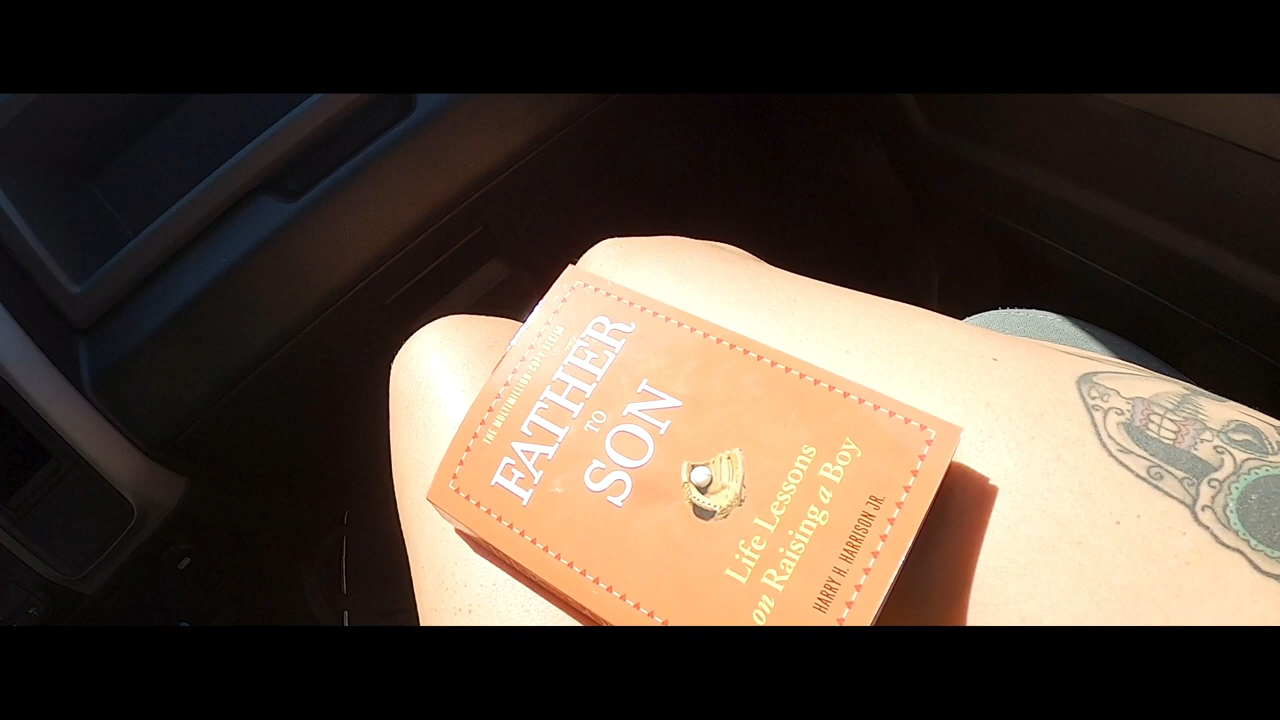 THE MULTIMILLION COPY SERIES
FATHER
TO
SON
Life Lessons
on Raising a Boy
HARRY H. HARRISON JR.